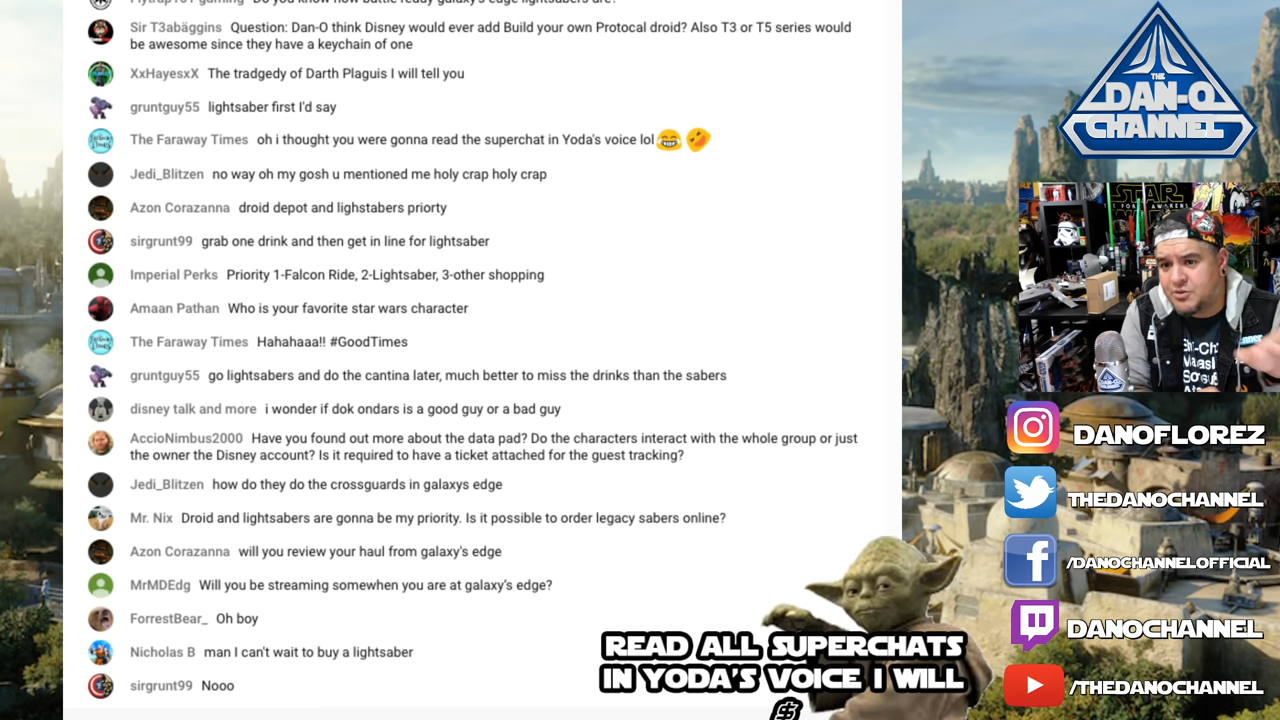 Sir T3abäggins Question: Dan-O think Disney would ever add Build your own Protocal droid? Also T3 or T5 series would
be awesome since they have a keychain of one
XxHayesxX The tradgedy of Darth Plaguis I will tell you
gruntguy55 lightsaber first I'd say
The Faraway Times oh i thought you were gonna read the superchat in Yoda's voice lol
Jedi_Blitzen no way oh my gosh u mentioned me holy crap holy crap
Azon Corazanna droid depot and lighstabers priorty
sirgrunt99 grab one drink and then get in line for lightsaber
Imperial Perks Priority 1-Falcon Ride, 2-Lightsaber, 3-other shopping
Amaan Pathan Who is your favorite star wars character
The Faraway Times Hahahaaa!! #GoodTimes
gruntguy55 go lightsabers and do the cantina later, much better to miss the drinks than the sabers
disney talk and more i wonder if dok ondars is a good guy or a bad guy
AccioNimbus2000 Have you found out more about the data pad? Do the characters interact with the whole group or just
the owner the Disney account? Is it required to have a ticket attached for the guest tracking?
Jedi_Blitzen how do they do the crossguards in galaxys edge
Mr. Nix Droid and lightsabers are gonna be my priority. Is it possible to order legacy sabers online?
Azon Corazanna will you review your haul from galaxy's edge
MrMDEdg Will you be streaming somewhen you are at galaxy's edge?
ForrestBear_ Oh boy
Nicholas B man I can't wait to buy a lightsaber
sirgrunt99 Nooo
READ ALL SUPERCHATS
IN YODA'S VOICE I WILL
$
THE
DAN-O
CHANNEL
STAR
DANOFLOREZ
THEDANOCHANNEL
/DANOCHANNELOFFICIAL
DANOCHANNEL
/THEDANOCHANNEL